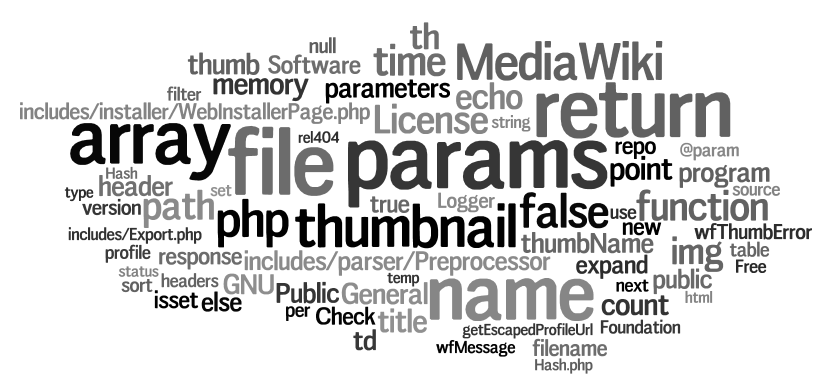 th
null
MediaWiki
thumb Software time
memory parameters echo
filter return
includes/installer/WebInstallerPage.php
License string
array file rel404 params repo
@param
point program
Hash
type header set source
version path php true Logger false use function
thumbnail new wfThumbError
includes/Export.php thumbName img table
profile response includes/parser/Preprocessor expand Free
status
sort headers GNU temp name next public
isset else Public General count html
per Check title
getEscapedProfileUrl Foundation
td wfMessage filename
Hash.php